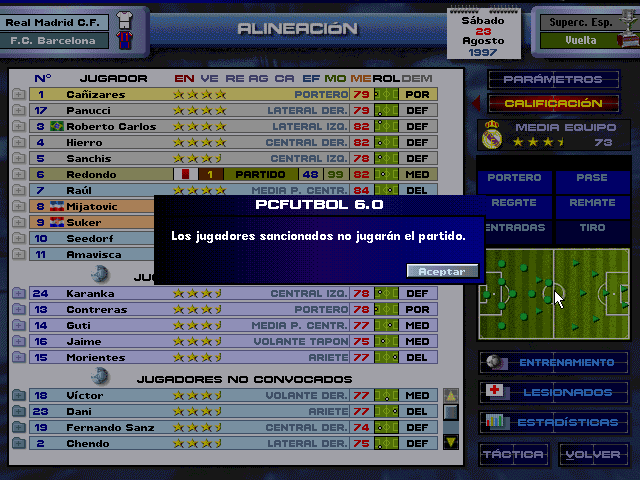 Real Madrid C.F.
F.C. Barcelona
ALINEACIÓN
Sábado
23
Agosto
1997
Superc. Esp.
Vuelta
Nº JUGADOR EN VE RE AG CA EF MO ME ROL DEM
1 Cañizares PORTERO 79 POR
17 Panucci LATERAL DER. 79 DEF
3 Roberto Carlos LATERAL IZQ. 82 DEF
4 Hierro CENTRAL DER. 82 DEF
5 Sanchis CENTRAL IZQ. 78 DEF
6 Redondo 1 PARTIDO 48 99 82 MED
7 Raúl MEDIA P. CENTR. 84 DEL
8 Mijatovic
9 Suker
10 Seedorf
11 Amavisca
JU
24 Karanka CENTRAL IZQ. 78 DEF
13 Contreras PORTERO 78 POR
14 Guti MEDIA P. CENTR. 77 MED
16 Jaime VOLANTE TAPON 75 MED
15 Morientes ARIETE 77 DEL
JUGADORES NO CONVOCADOS
18 Víctor VOLANTE DER. 77 MED
23 Dani ARIETE 77 DEL
19 Fernando Sanz CENTRAL DER. 74 DEF
2 Chendo LATERAL DER. 75 DEF
PCFUTBOL 6.0
Los jugadores sancionados no jugarán el partido.
Aceptar
PARÁMETROS
CALIFICACIÓN
MEDIA EQUIPO
73
PORTERO PASE
REGATE REMATE
ENTRADAS TIRO
ENTRENAMIENTO
LESIONADOS
ESTADÍSTICAS
TÁCTICA VOLVER